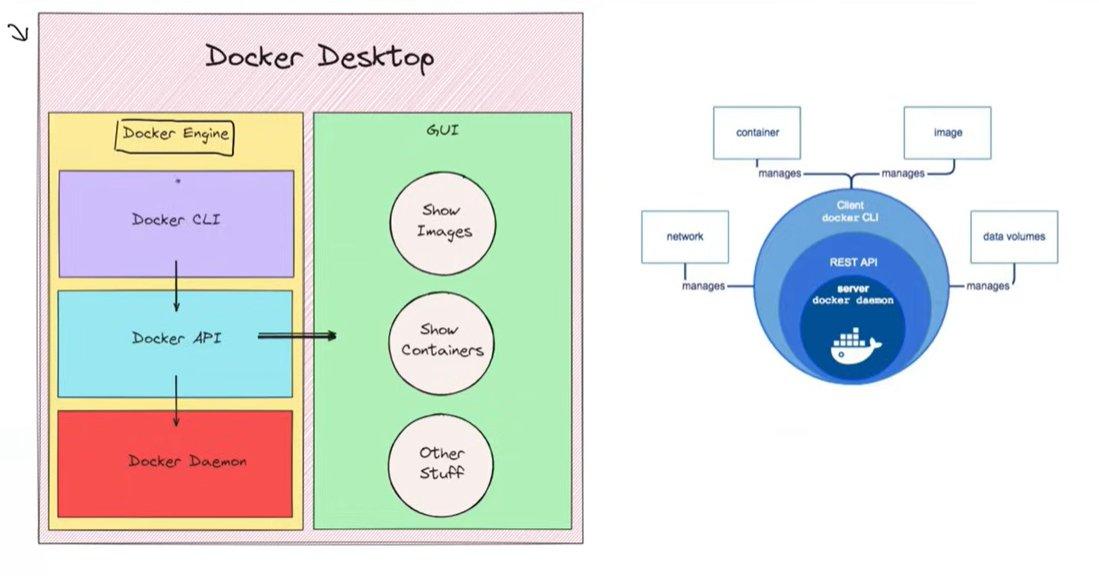 Docker Desktop
Docker Engine
Docker CLI
Docker API
Docker Daemon
GUI
Show
Images
Show
Containers
Other
Stuff
container
image
manages
manages
network
data volumes
manages
manages
Client
docker CLI
REST API
server
docker daemon